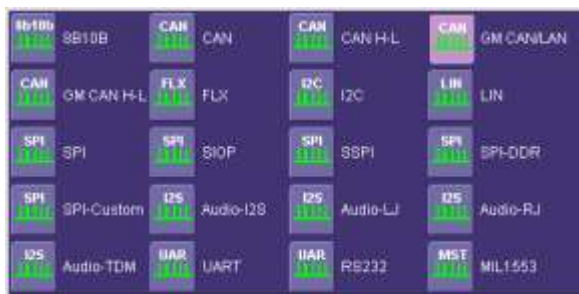 8b10b 8B10B CAN CAN CAN CAN H-L CAN GM CAN/LAN
CAN GM CAN H-L FLX FLX I2C I2C LIN LIN
SPI SPI SPI SIOP SPI SSPI SPI SPI-DDR
SPI SPI-Custom I2S Audio-I2S I2S Audio-LJ I2S Audio-RJ
I2S Audio-TDM UAR UART UAR RS232 MST MIL1553